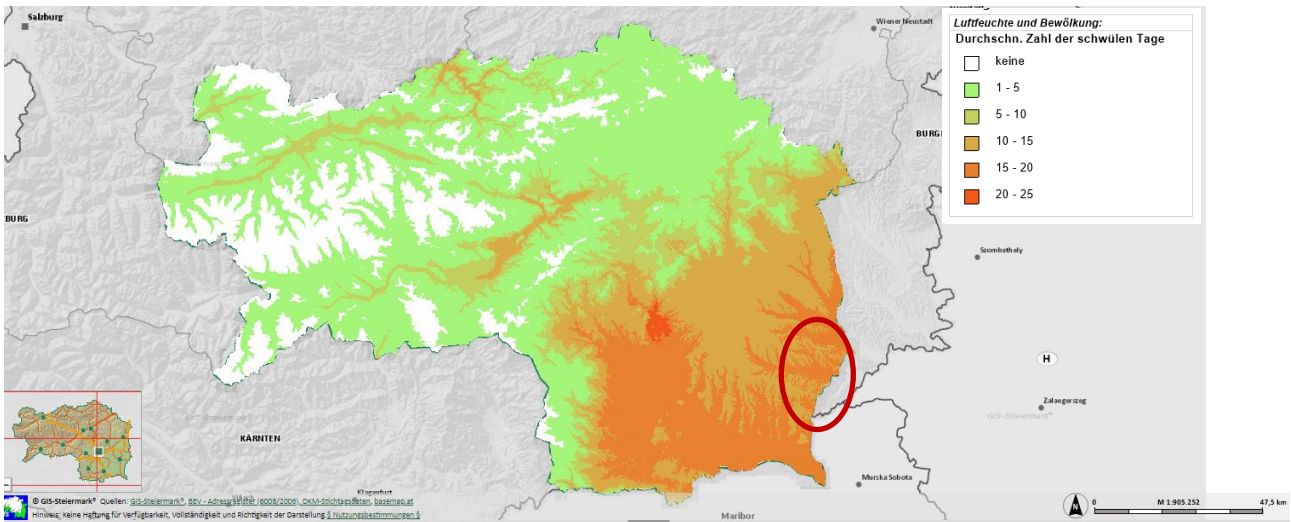 Salzburg
Wiener Neustadt
Luftfeuchte und Bewölkung:
Durchschn. Zahl der schwülen Tage
keine
1 - 5
5 - 10
10 - 15
15 - 20
20 - 25
BURG
Szombathely
H
Zalaegerszeg
GIS-Steiermark®
KÄRNTEN
Murska Sobota
Klagenfurt
Maribor
© GIS-Steiermark® Quellen: GIS-Steiermark®, BEV - Adressregister (6008/2006), DKM-Stichtagsdaten, basemap.at
Hinweis: Keine Haftung für Verfügbarkeit, Vollständigkeit und Richtigkeit der Darstellung § Nutzungsbestimmungen §
N
0
M 1:905.252
47,5 km